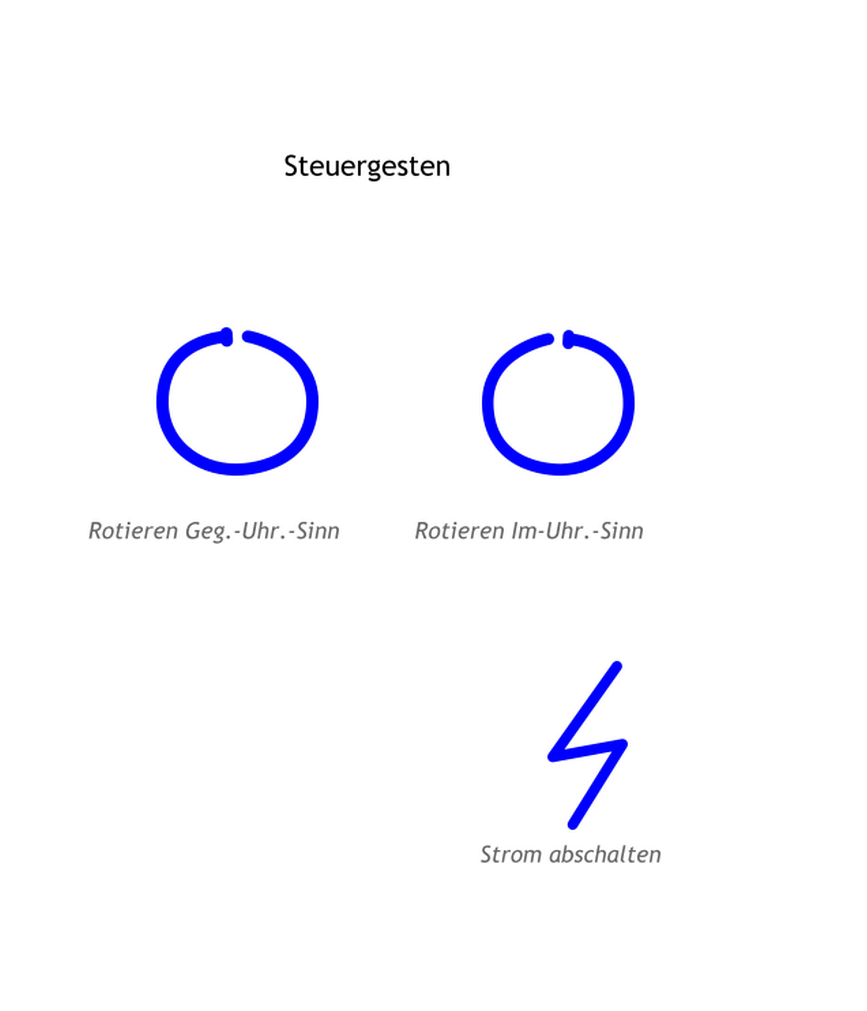 Steuergesten
Rotieren Geg.-Uhr.-Sinn
Rotieren Im-Uhr.-Sinn
Strom abschalten